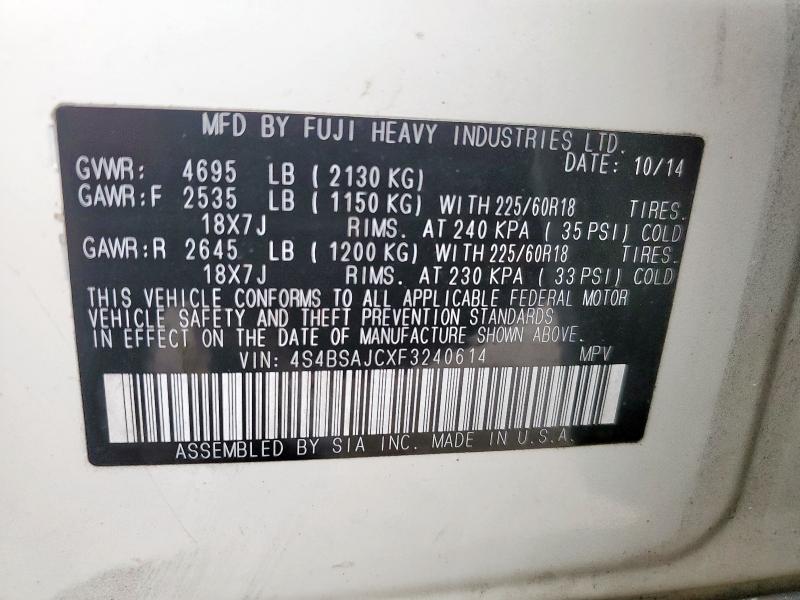 MFD BY FUJI HEAVY INDUSTRIES LTD.
DATE: 10/14
GVWR: 4695 LB (2130 KG)
GAWR:F 2535 LB (1150 KG) WITH 225/60R18 TIRES.
18X7J RIMS. AT 240 KPA (35 PSI) COLD
GAWR:R 2645 LB (1200 KG) WITH 225/60R18 TIRES.
18X7J RIMS. AT 230 KPA (33 PSI) COLD
THIS VEHICLE CONFORMS TO ALL APPLICABLE FEDERAL MOTOR
VEHICLE SAFETY AND THEFT PREVENTION STANDARDS
IN EFFECT ON THE DATE OF MANUFACTURE SHOWN ABOVE.
VIN: 4S4BSAJCXF3240614 MPV
ASSEMBLED BY SIA INC. MADE IN U.S.A.